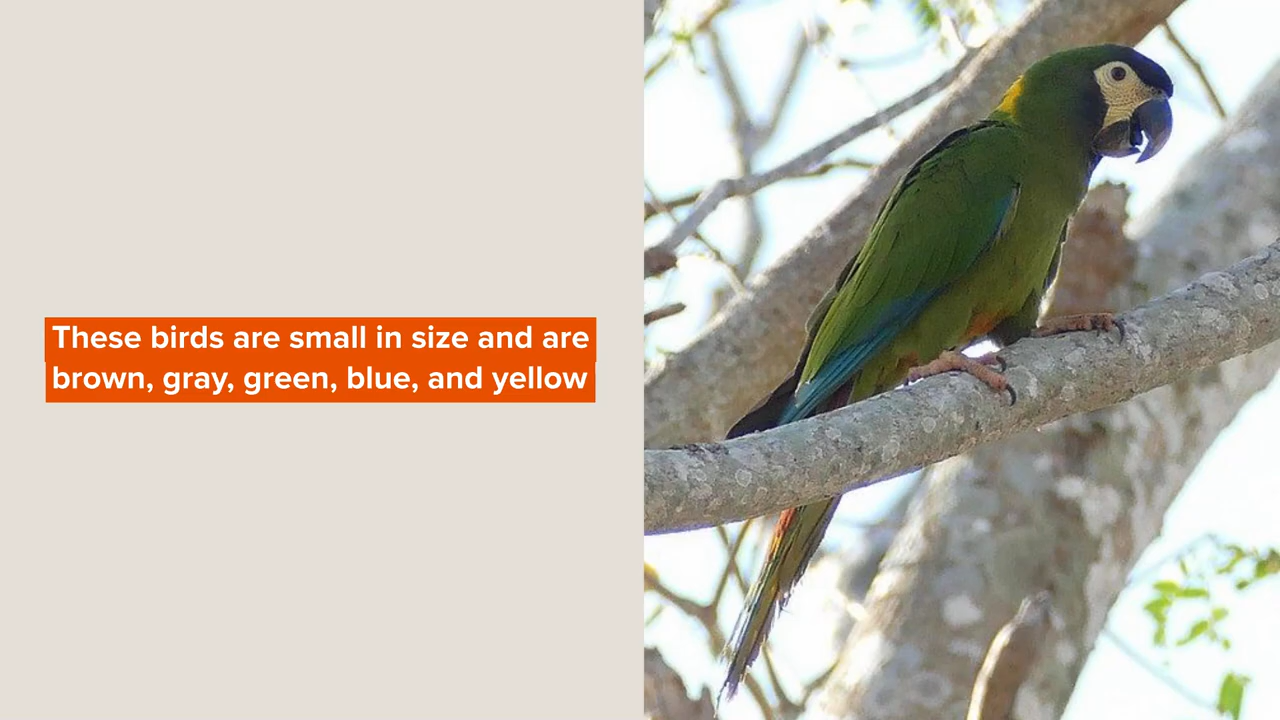 These birds are small in size and are
brown, gray, green, blue, and yellow